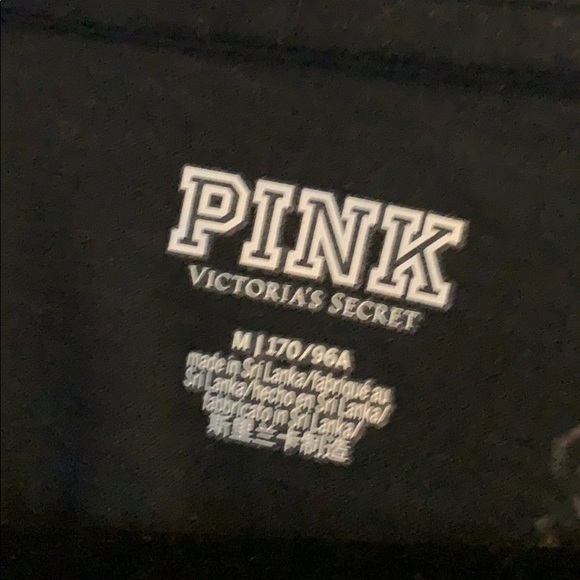 PINK
VICTORIA'S SECRET
M | 170/96A
made in Sri Lanka/fabriqué au
Sri Lanka/hecho en Sri Lanka/
fabbricato in Sri Lanka/
斯里兰卡制造